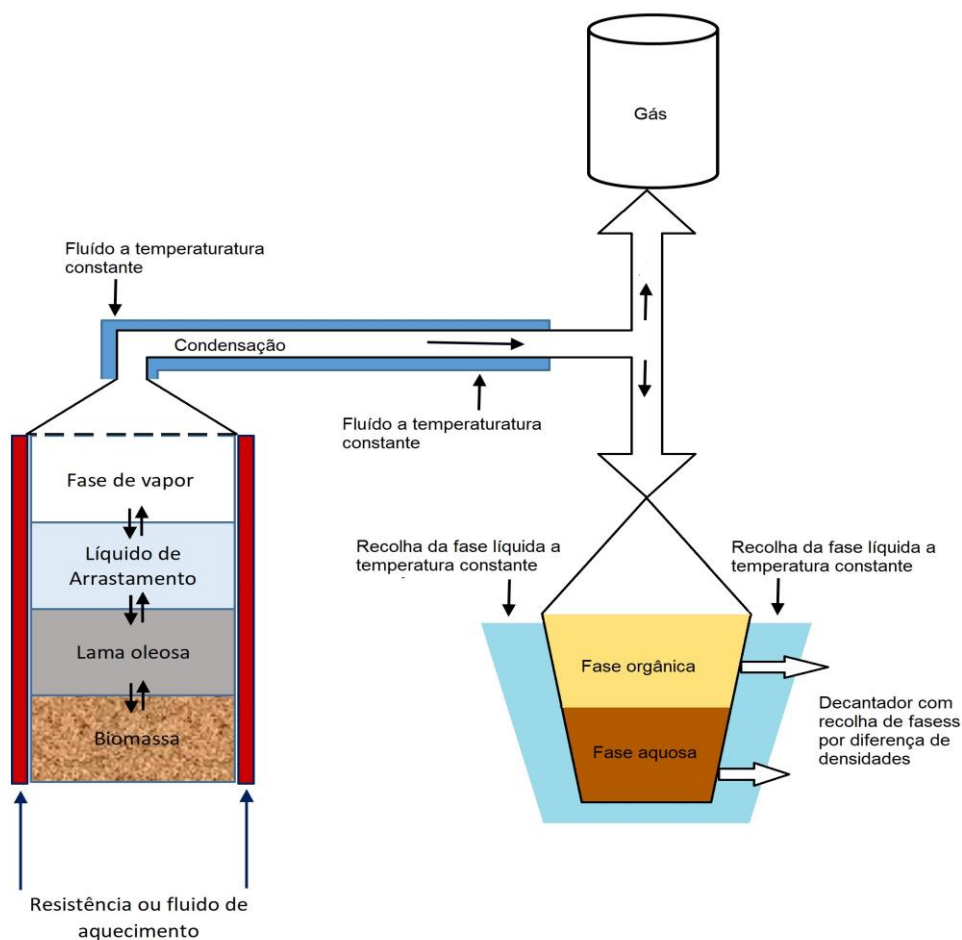 Gás
Fluído a temperaturatura
constante
Condensação
Fluído a temperuratura
constante
Fase de vapor
Líquido de
Arrastamento
Lama oleosa
Biomassa
Resistência ou fluido de
aquecimento
Recolha da fase líquida a
temperatura constante
Recolha da fase líquida a
temperatura constante
Fase orgânica
Fase aquosa
Decantador com
recolha de fasess
por diferença de
densidades